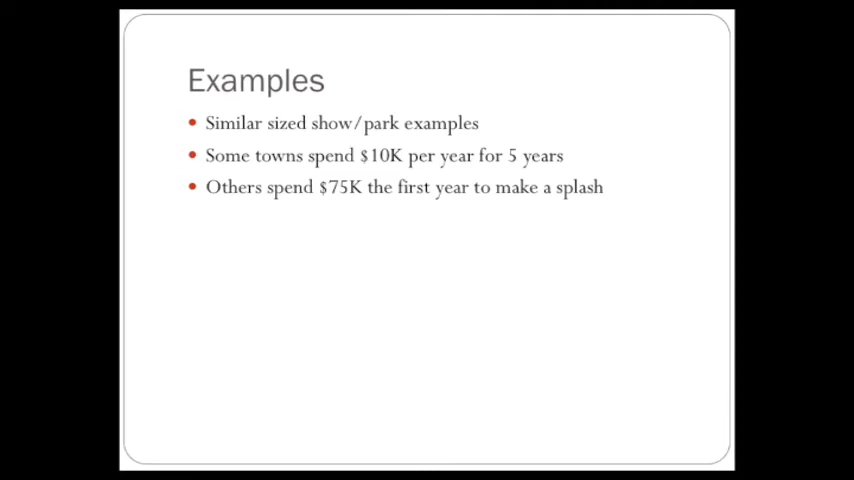 Examples
Similar sized show/park examples
Some towns spend $10K per year for 5 years
Others spend $75K the first year to make a splash